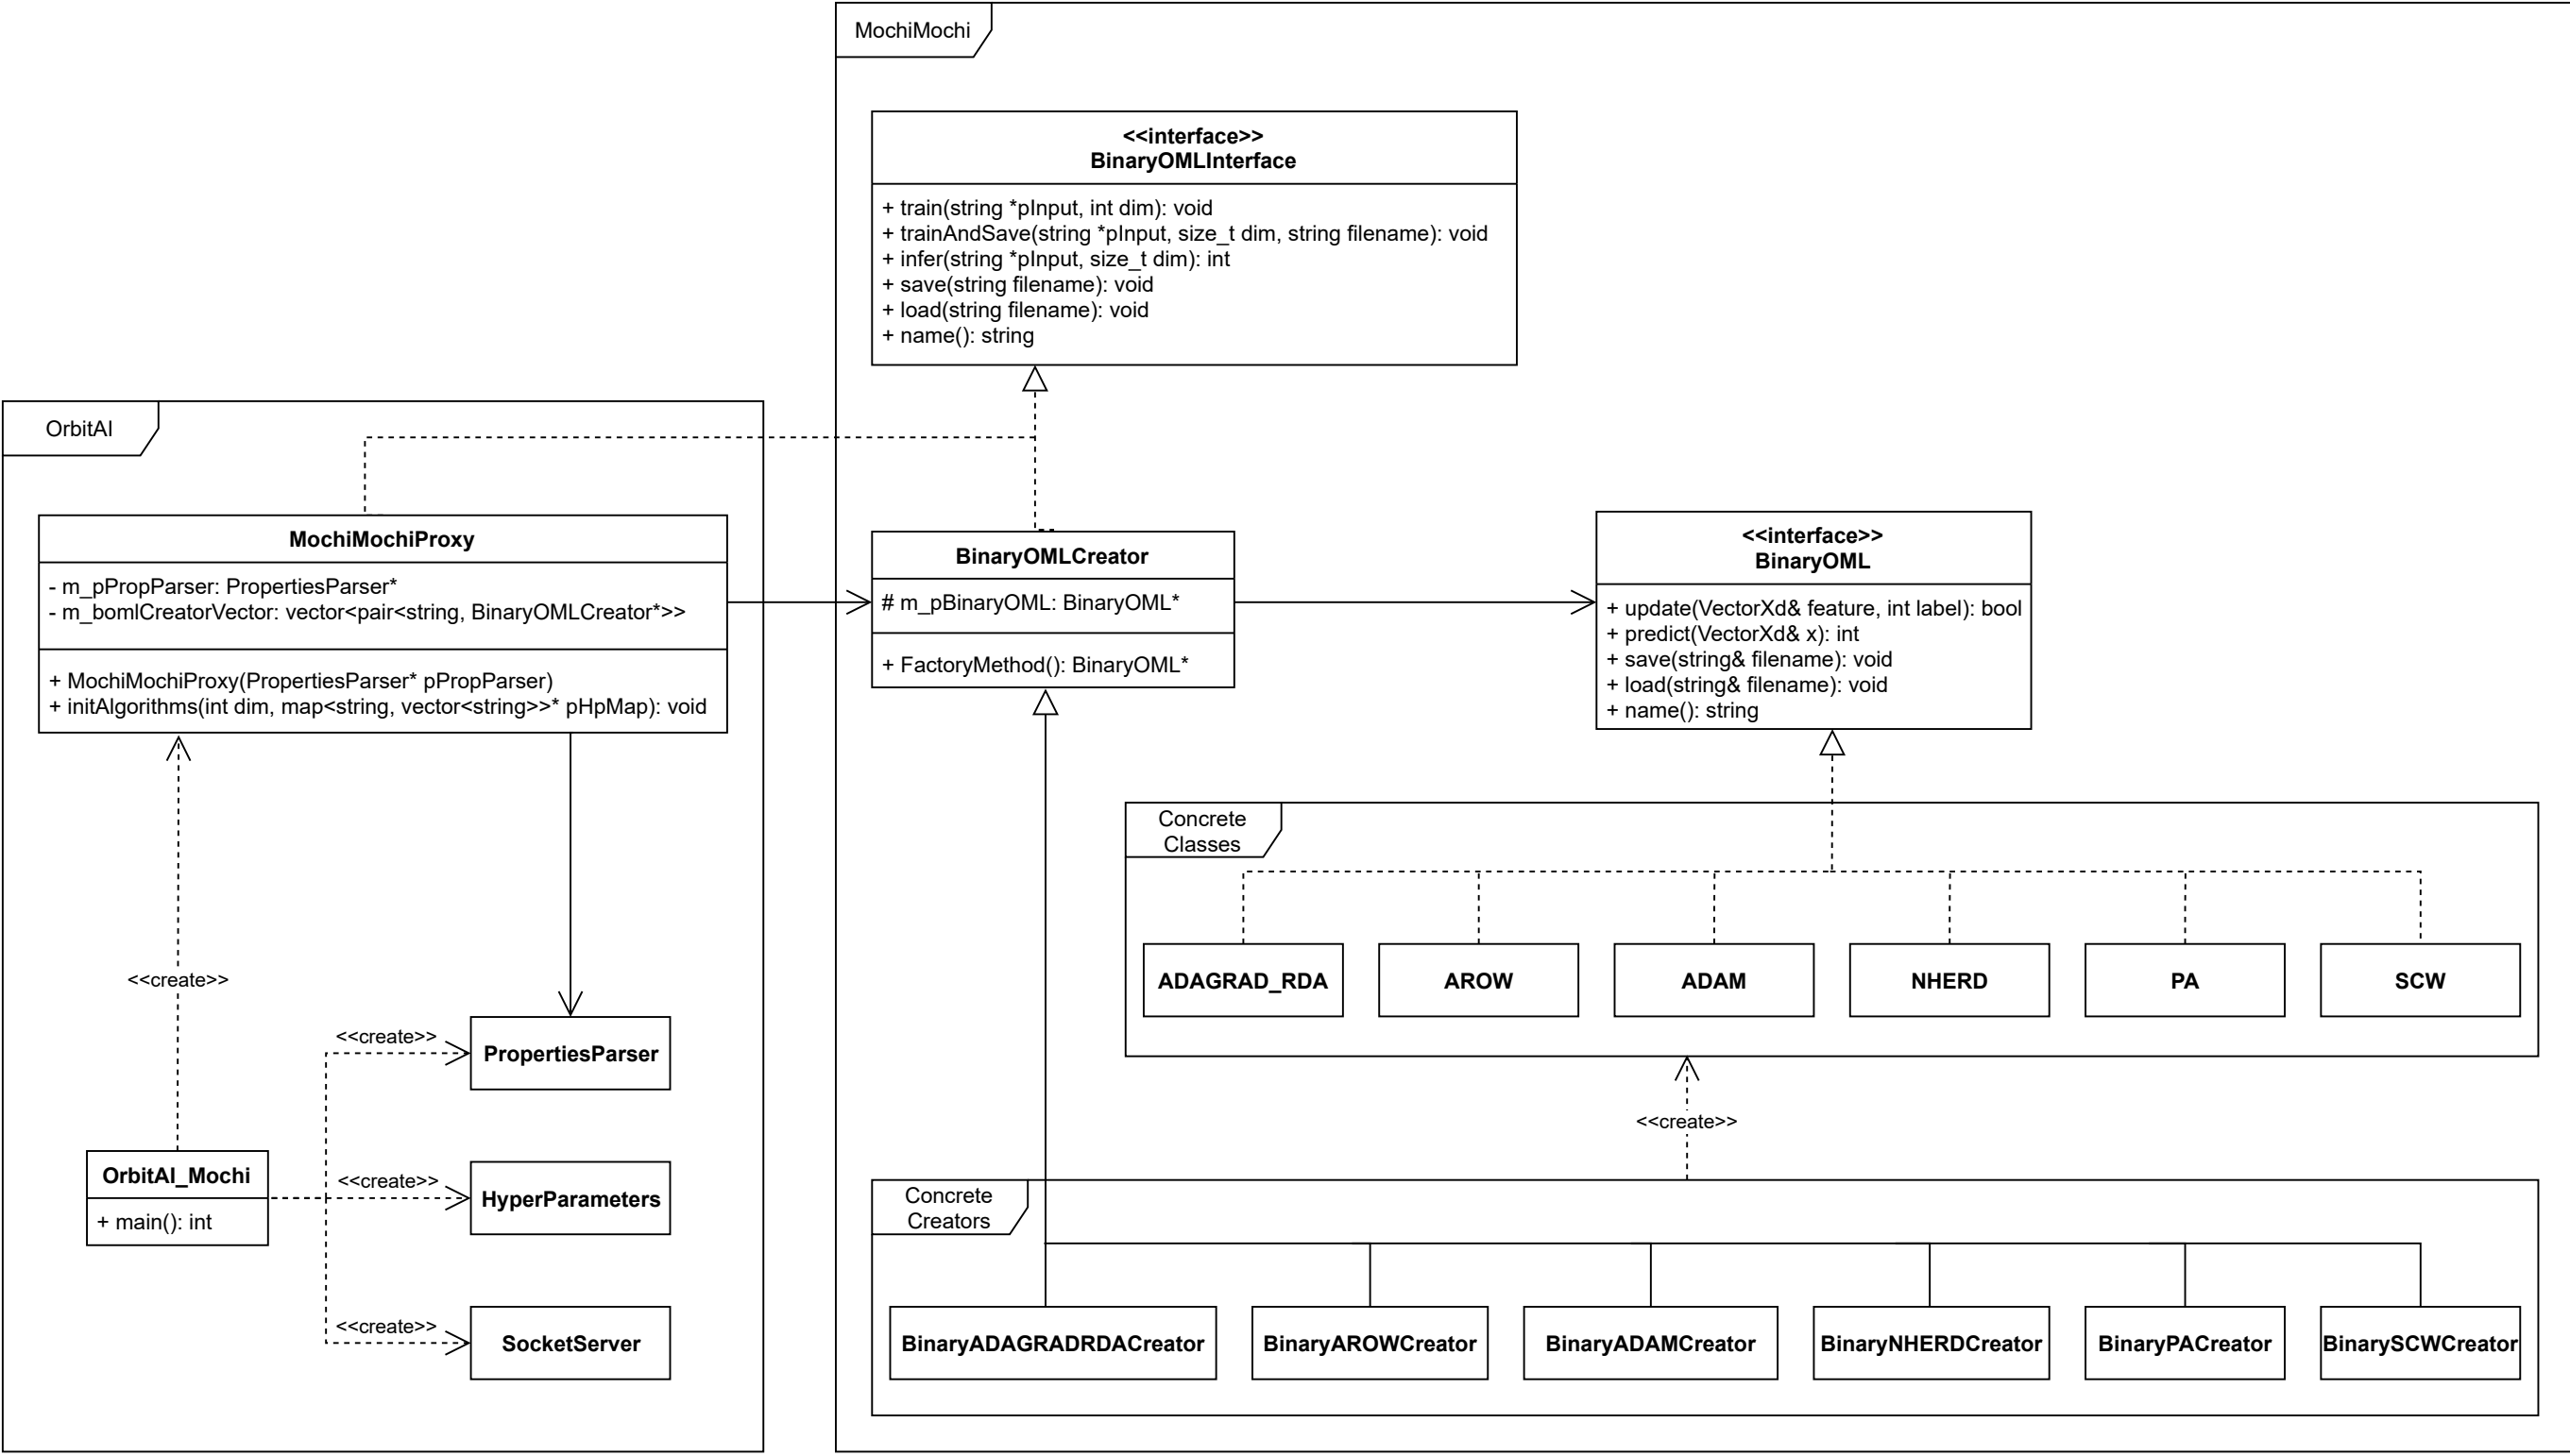 MochiMochi
<<interface>>
BinaryOMLInterface
+ train(string *pInput, int dim): void
+ trainAndSave(string *pInput, size_t dim, string filename): void
+ infer(string *pInput, size_t dim): int
+ save(string filename): void
+ load(string filename): void
+ name(): string
OrbitAI
MochiMochiProxy
- m_pPropParser: PropertiesParser*
- m_bomlCreatorVector: vector<pair<string, BinaryOMLCreator*>>
+ MochiMochiProxy(PropertiesParser* pPropParser)
+ initAlgorithms(int dim, map<string, vector<string>>* pHpMap): void
BinaryOMLCreator
# m_pBinaryOML: BinaryOML*
+ FactoryMethod(): BinaryOML*
<<interface>>
BinaryOML
+ update(VectorXd& feature, int label): bool
+ predict(VectorXd& x): int
+ save(string& filename): void
+ load(string& filename): void
+ name(): string
Concrete
Classes
ADAGRAD_RDA
AROW
ADAM
NHERD
PA
SCW
<<create>>
<<create>>
PropertiesParser
<<create>>
OrbitAI_Mochi
+ main(): int
<<create>>
HyperParameters
<<create>>
SocketServer
Concrete
Creators
BinaryADAGRADRDACreator
BinaryAROWCreator
BinaryADAMCreator
BinaryNHERDCreator
BinaryPACreator
BinarySCWCreator